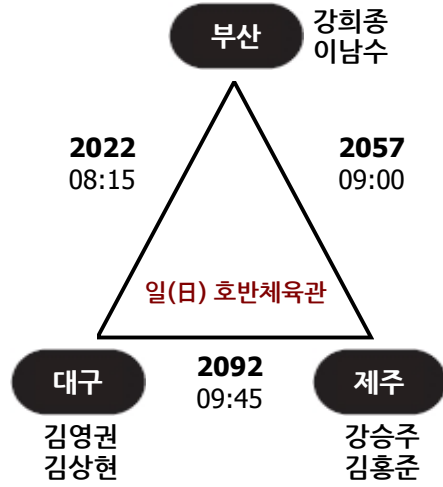 부산
강희종
이남수
2022
08:15
2057
09:00
일(日) 호반체육관
대구
2092
09:45
제주
김영권
김상현
강승주
김홍준